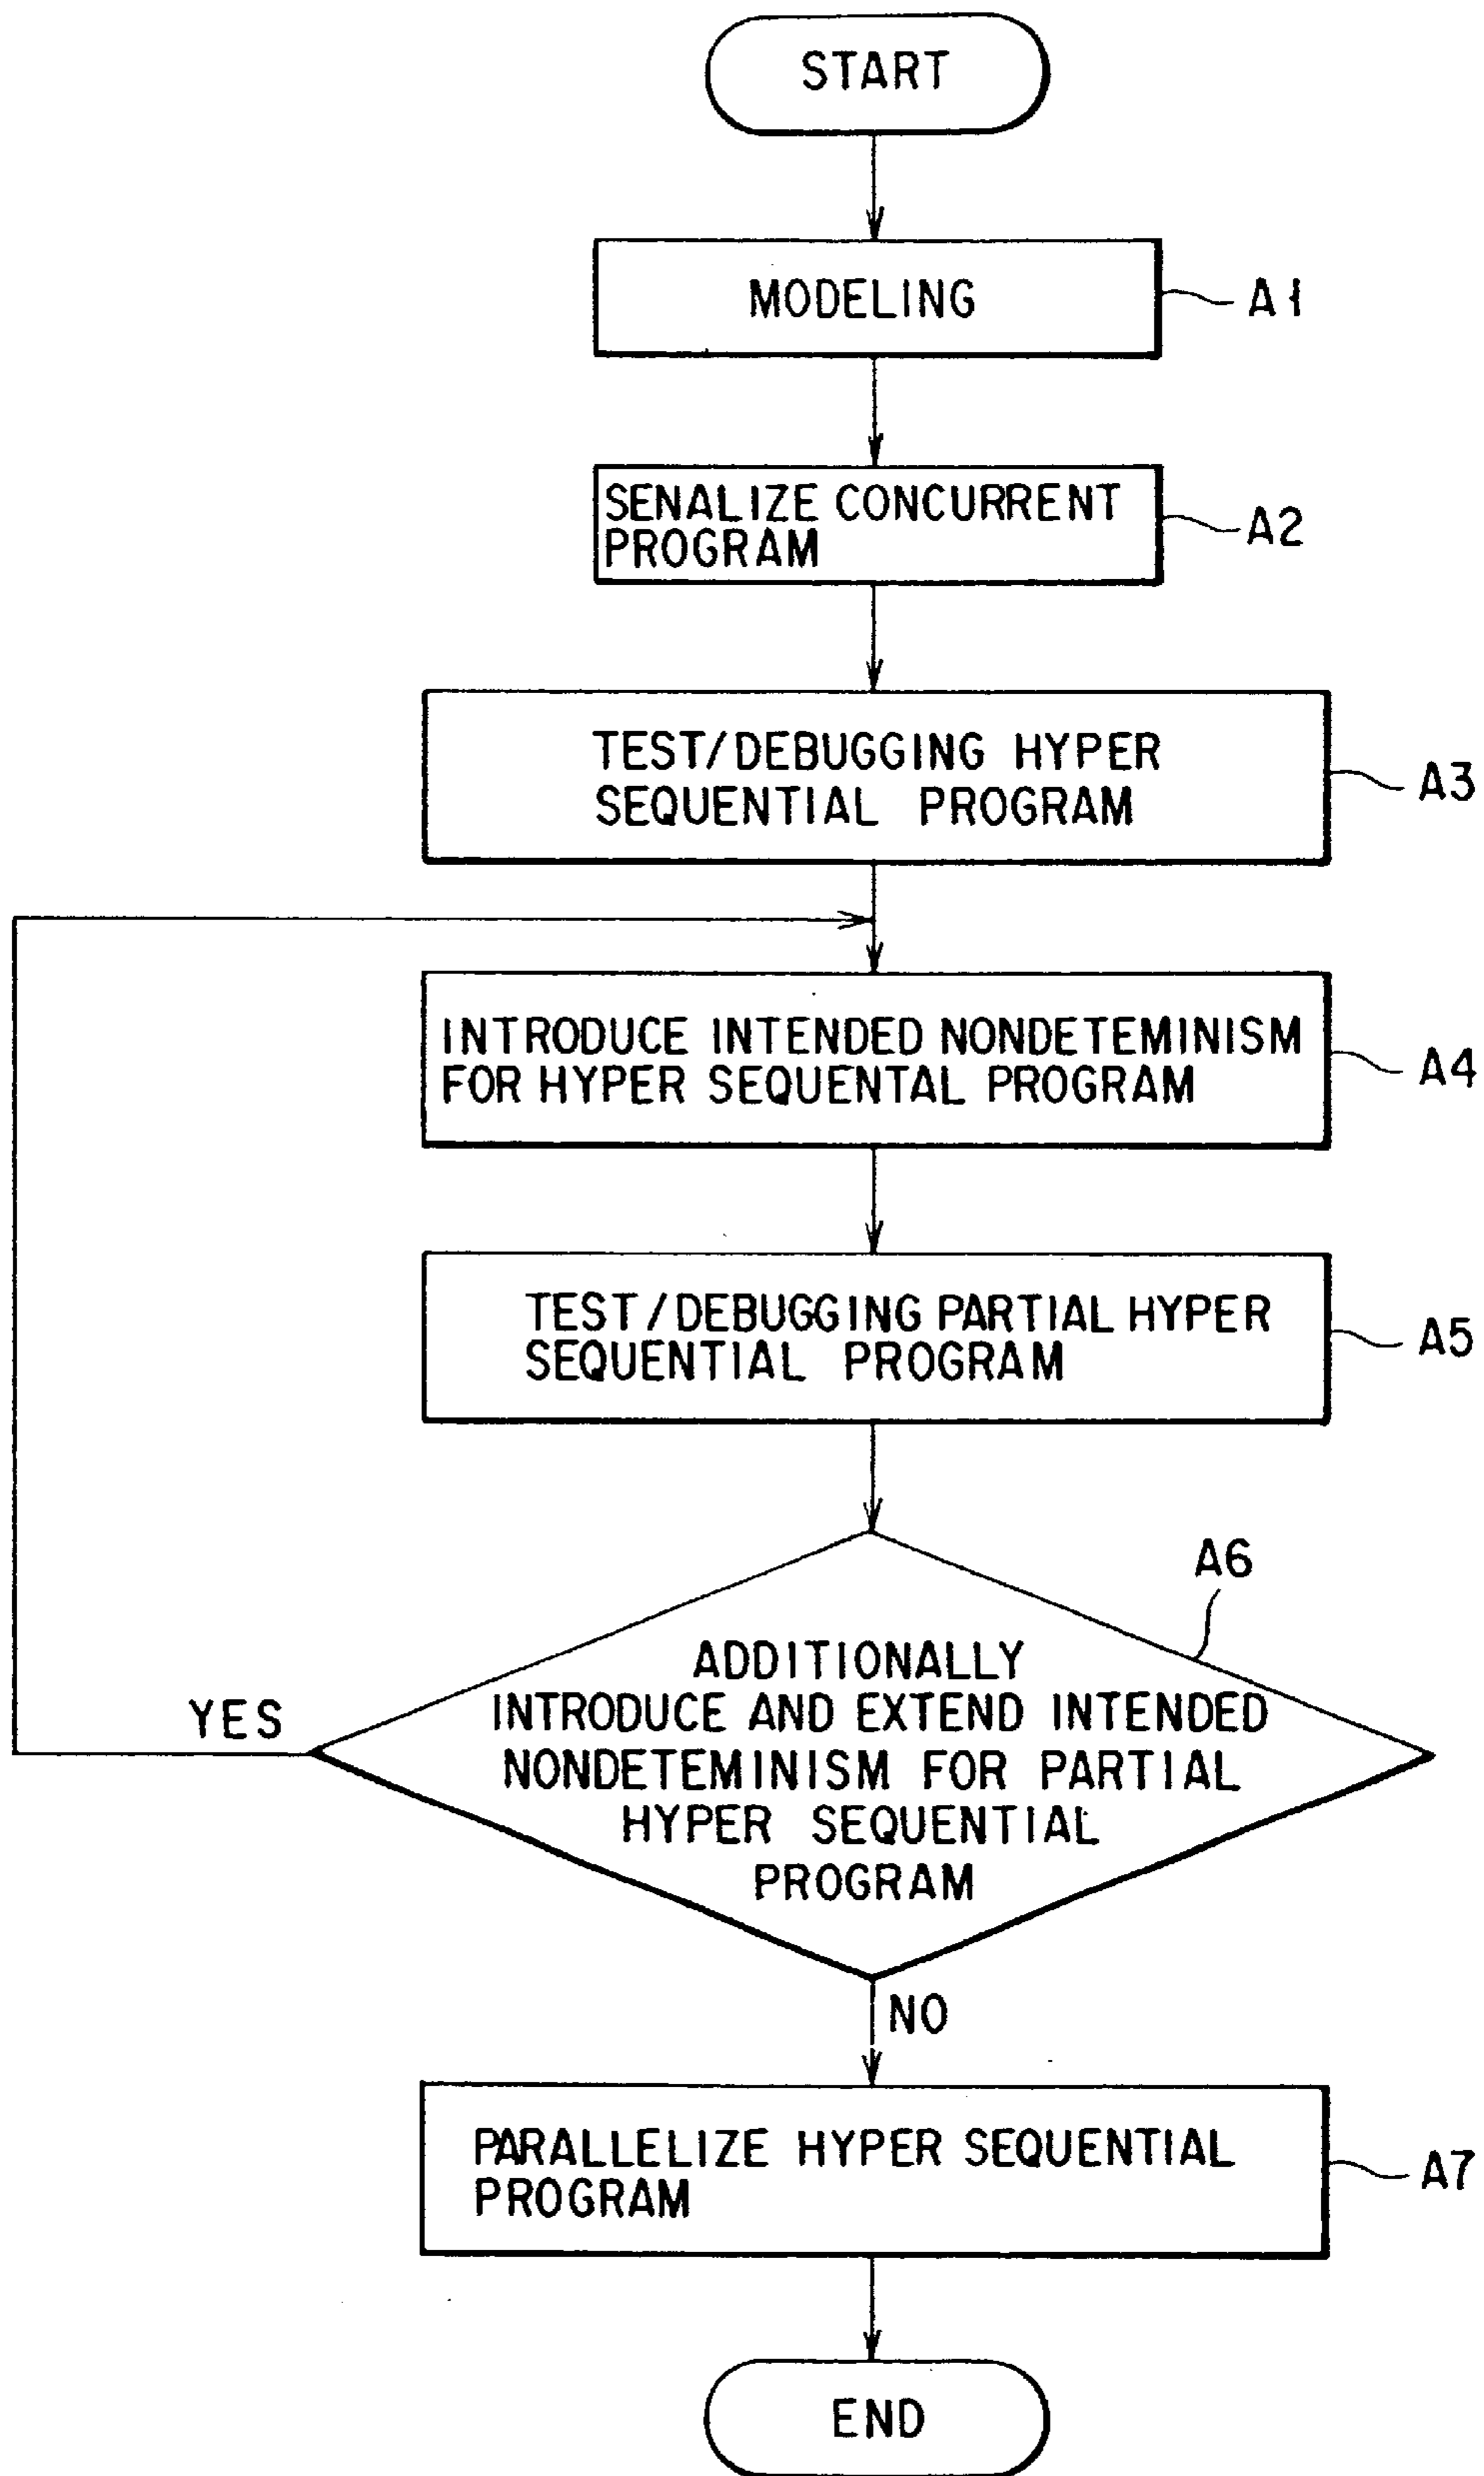 START
MODELING
A1
SENALIZE CONCURRENT
PROGRAM
A2
TEST/DEBUGGING HYPER
SEQUENTIAL PROGRAM
A3
INTRODUCE INTENDED NONDETEMINISM
FOR HYPER SEQUENTAL PROGRAM
A4
TEST/DEBUGGING PARTIAL HYPER
SEQUENTIAL PROGRAM
A5
A6
ADDITIONALLY
INTRODUCE AND EXTEND INTENDED
NONDETEMINISM FOR PARTIAL
HYPER SEQUENTIAL
PROGRAM
YES
NO
PARALLELIZE HYPER SEQUENTIAL
PROGRAM
A7
END